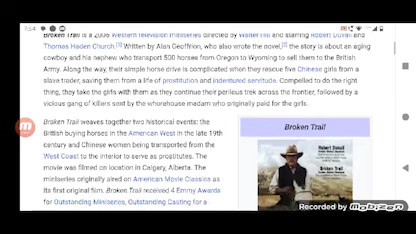 7:54
Broken Trail is a 2006 Western television miniseries directed by Walter Hill and starring Robert Duvall and
Thomas Haden Church.[1] Written by Alan Geoffrion, who also wrote the novel,[2] the story is about an aging
cowboy and his nephew who transport 500 horses from Oregon to Wyoming to sell them to the British
Army. Along the way, their simple horse drive is complicated when they rescue five Chinese girls from a
slave trader, saving them from a life of prostitution and indentured servitude. Compelled to do the right
thing, they take the girls with them as they continue their perilous trek across the frontier, followed by a
vicious gang of killers sent by the whorehouse madam who originally paid for the girls.
Broken Trail weaves together two historical events: the
British buying horses in the American West in the late 19th
century and Chinese women being transported from the
West Coast to the interior to serve as prostitutes. The
movie was filmed on location in Calgary, Alberta. The
miniseries originally aired on American Movie Classics as
its first original film. Broken Trail received 4 Emmy Awards
for Outstanding Miniseries, Outstanding Casting for a
Broken Trail
Robert Duvall
Broken Trail
Recorded by Mobizen